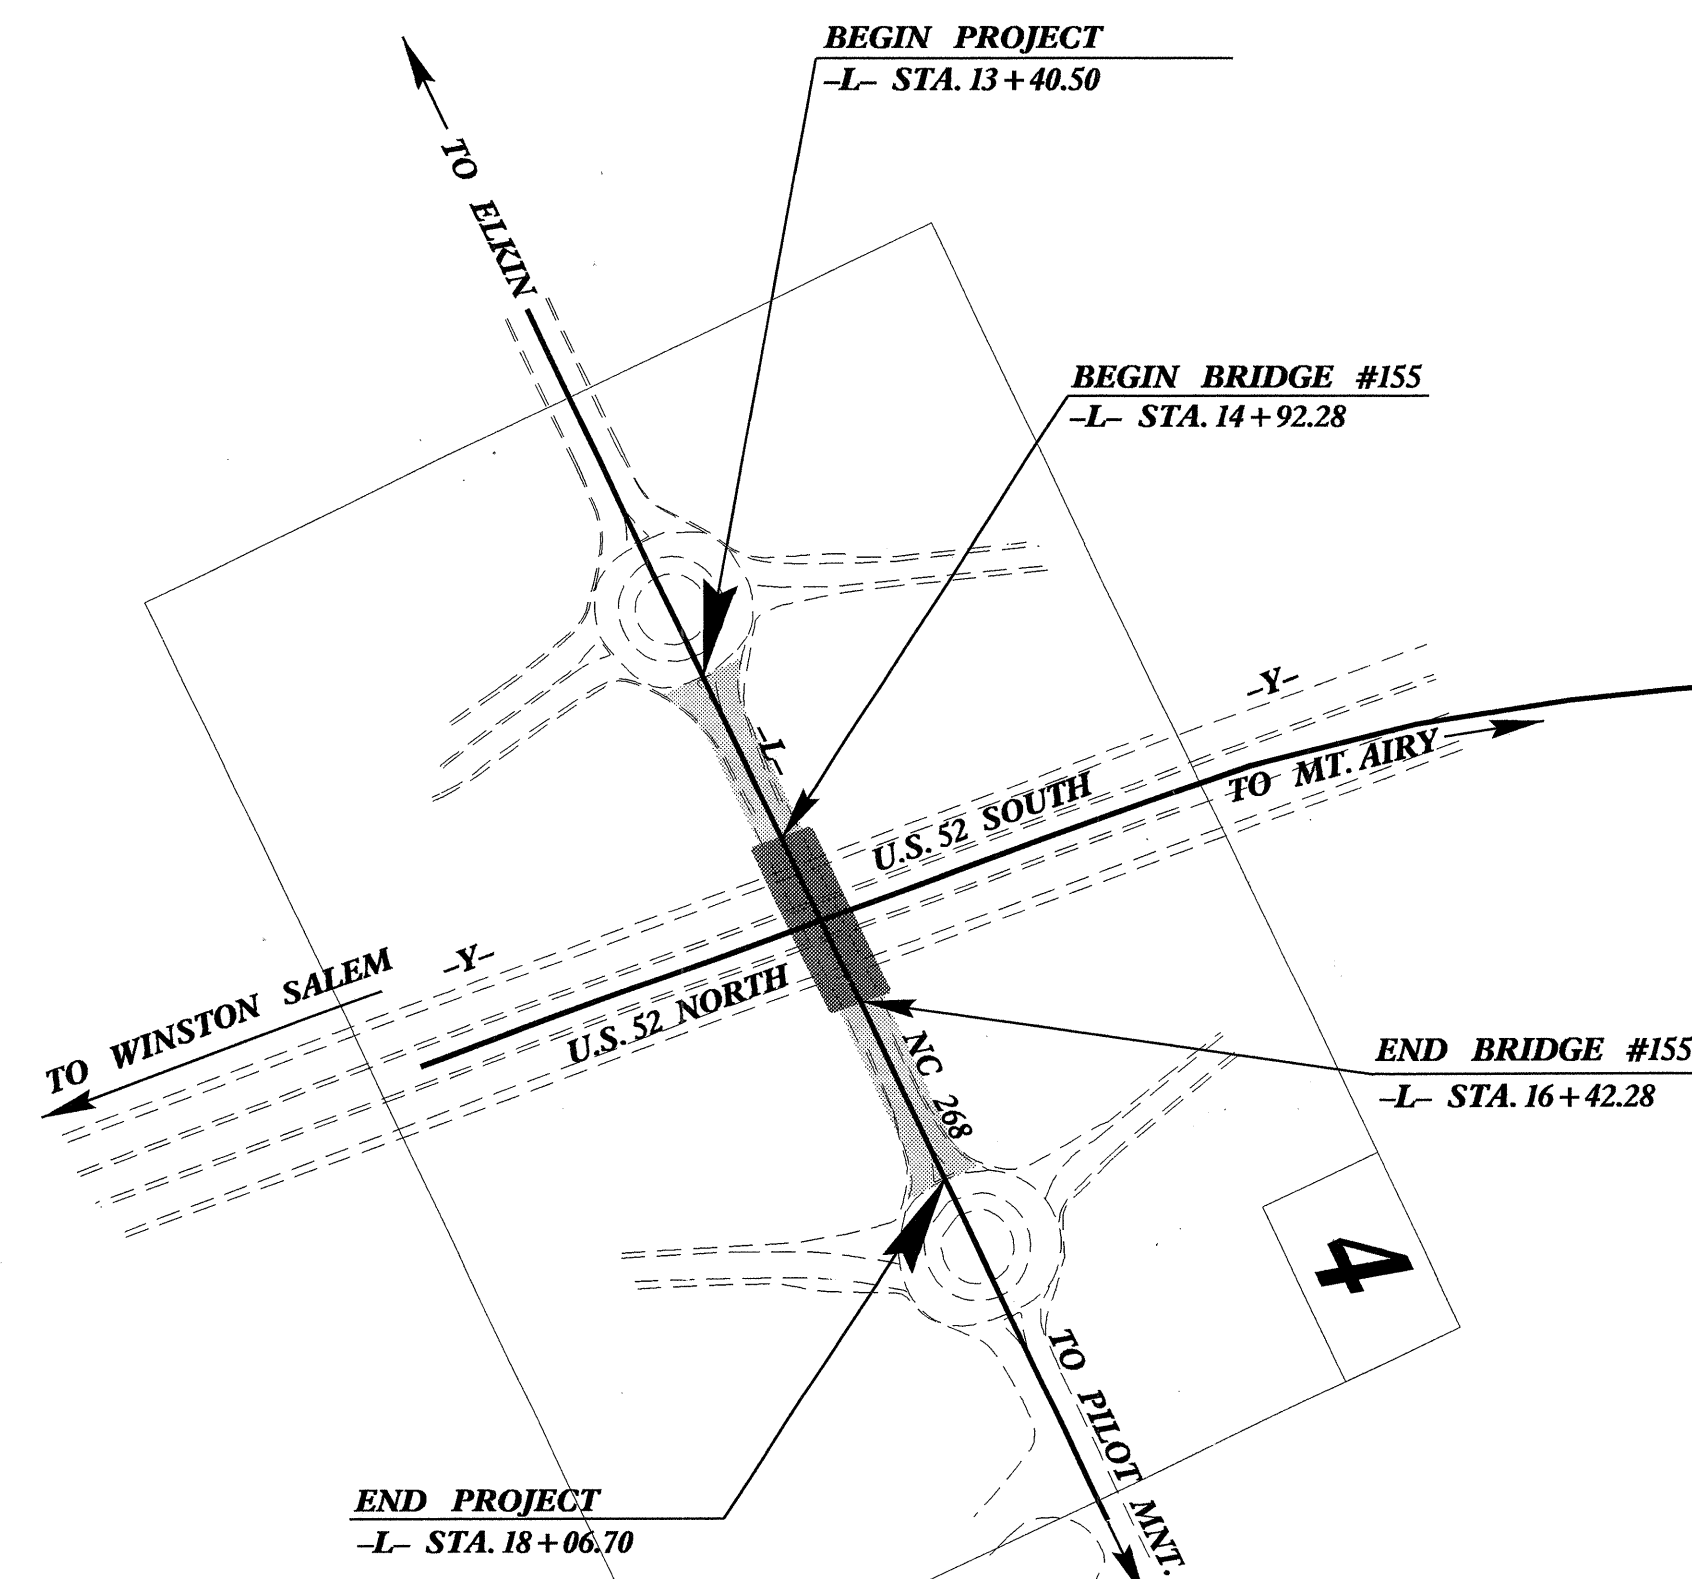 BEGIN PROJECT
–L– STA. 13+40.50
TO ELKIN
BEGIN BRIDGE #155
–L– STA. 14+92.28
–Y–
–L–
TO MT. AIRY
U.S. 52 SOUTH
–Y–
TO WINSTON SALEM
U.S. 52 NORTH
NC 268
END BRIDGE #155
–L– STA. 16+42.28
4
TO PILOT MNT.
END PROJECT
–L– STA. 18+06.70